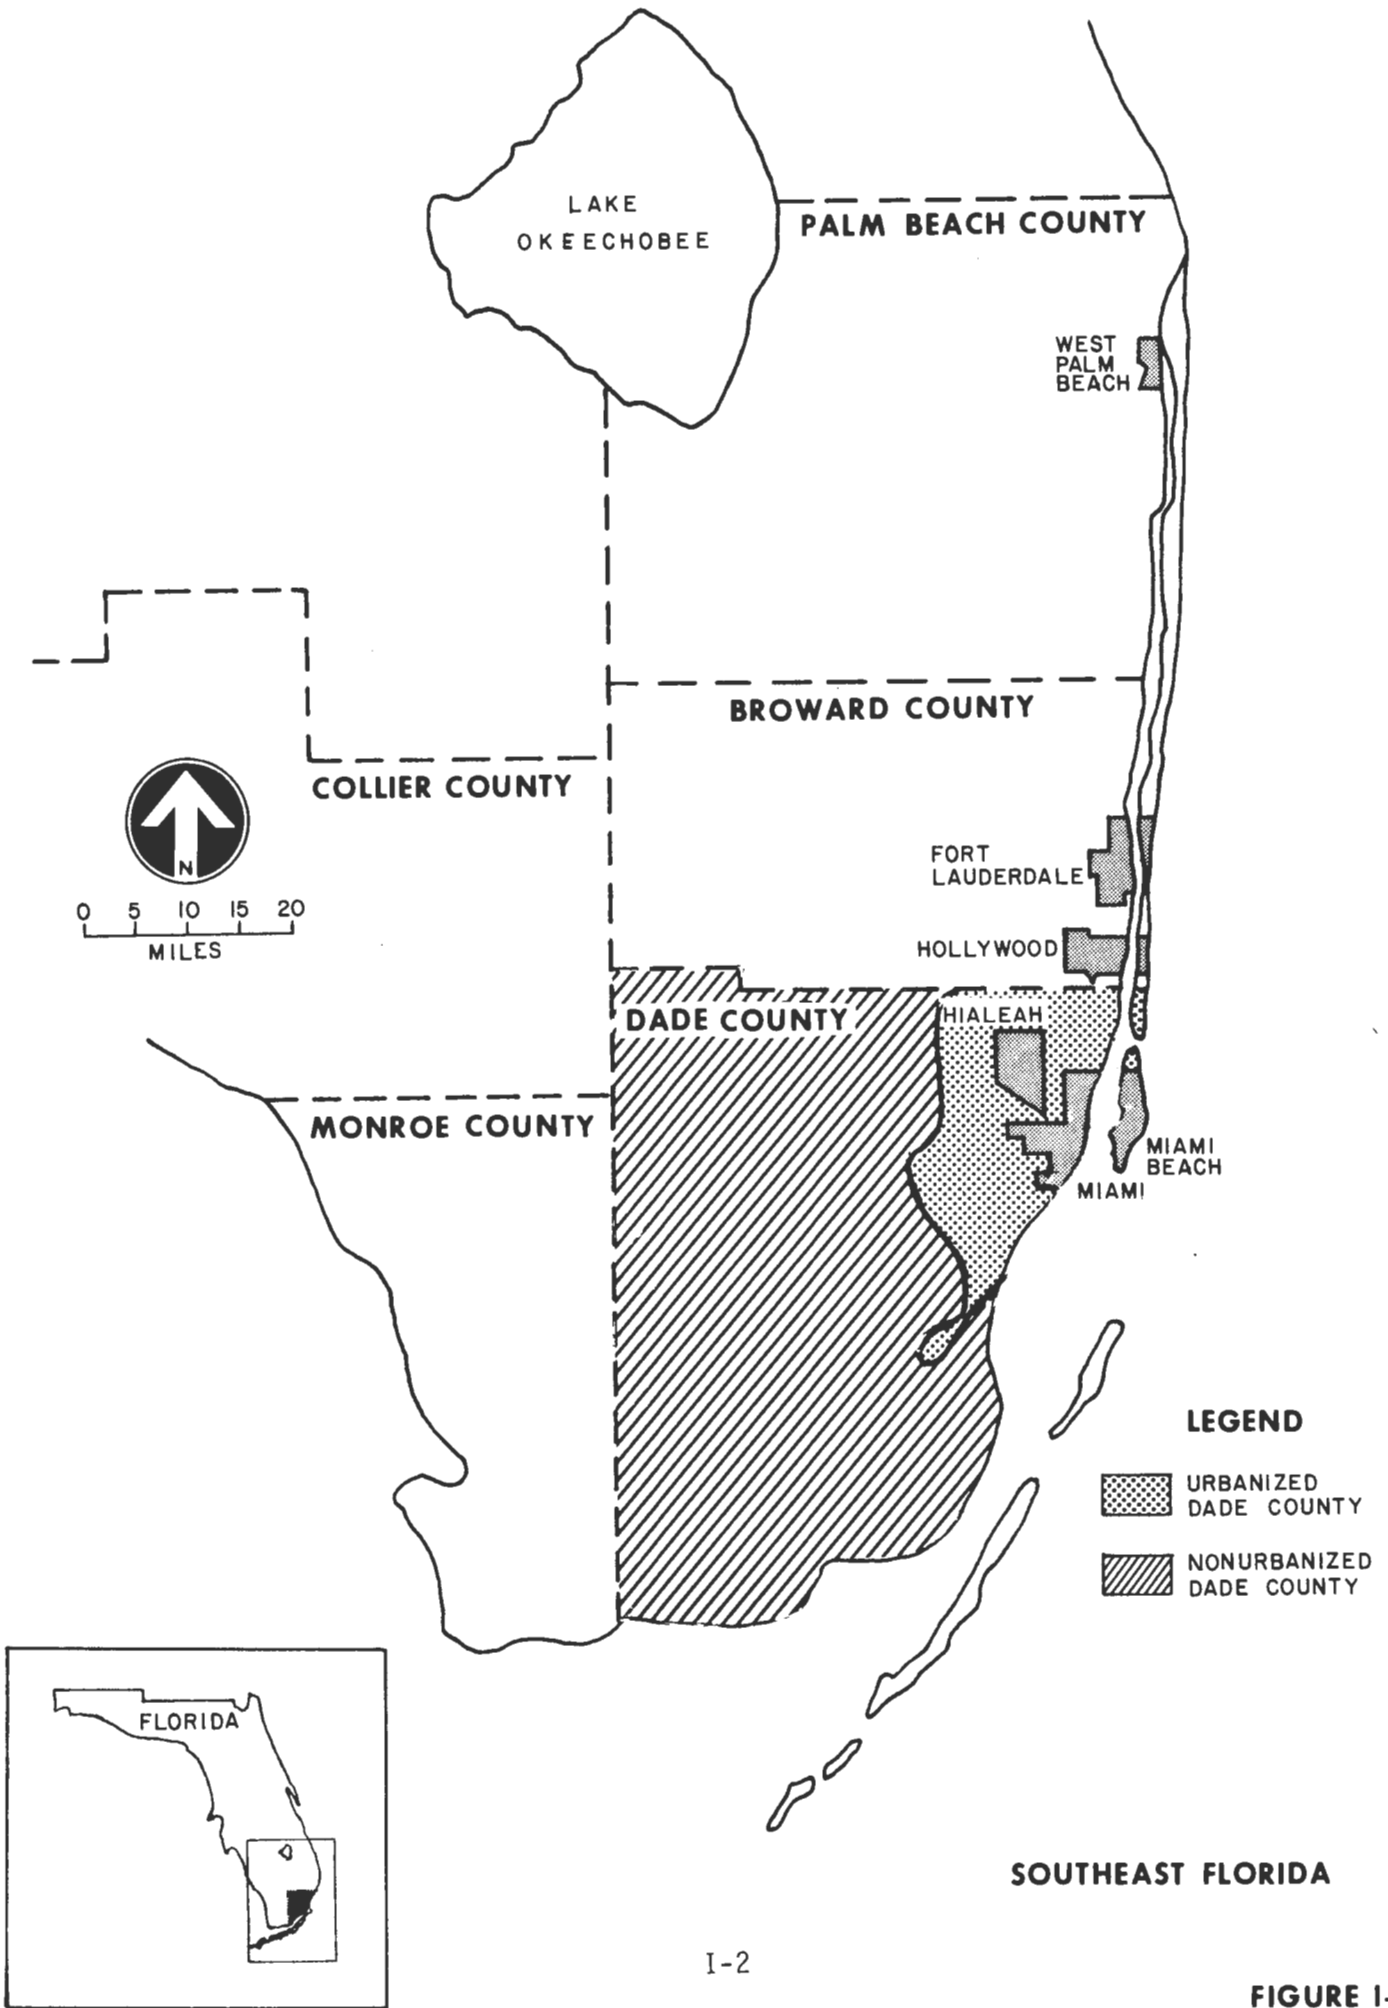 LAKE
OKEECHOBEE
PALM BEACH COUNTY
WEST
PALM
BEACH
BROWARD COUNTY
COLLIER COUNTY
N
0 5 10 15 20
MILES
FORT
LAUDERDALE
HOLLYWOOD
DADE COUNTY
HIALEAH
MONROE COUNTY
MIAMI
BEACH
MIAMI
LEGEND
URBANIZED
DADE COUNTY
NONURBANIZED
DADE COUNTY
FLORIDA
SOUTHEAST FLORIDA
I-2
FIGURE I-